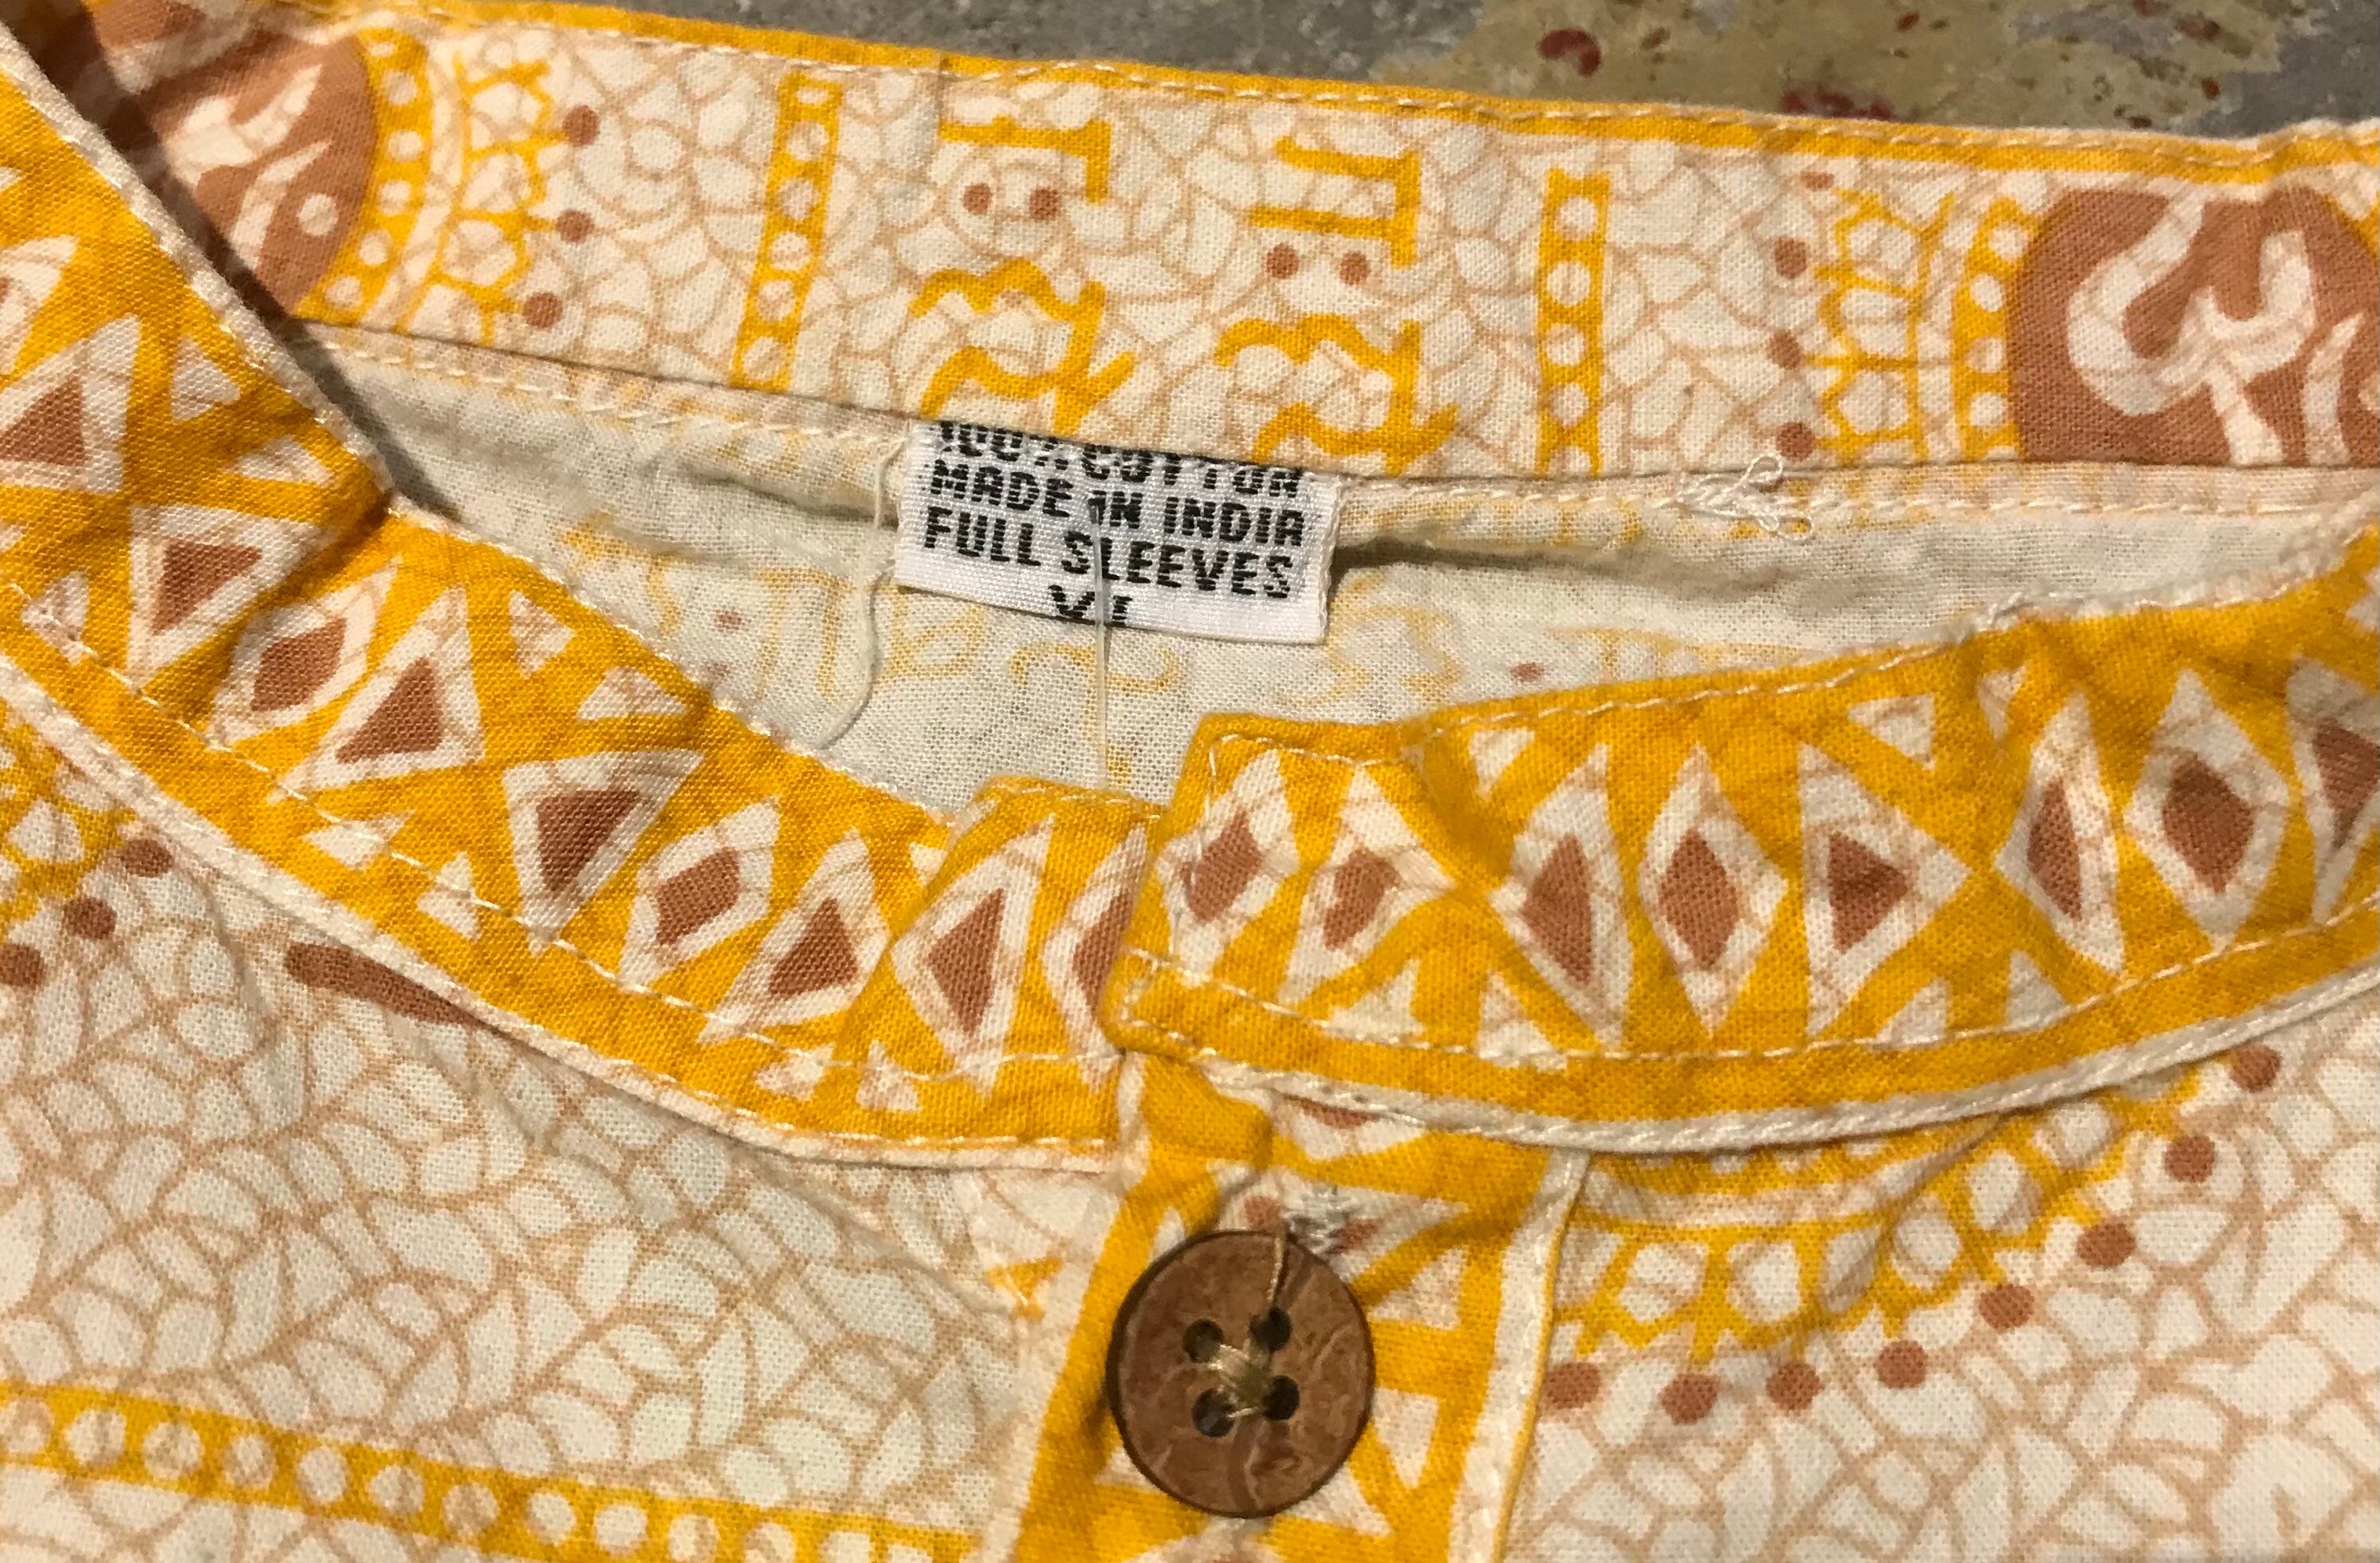 100% COTTON
MADE IN INDIA
FULL SLEEVES